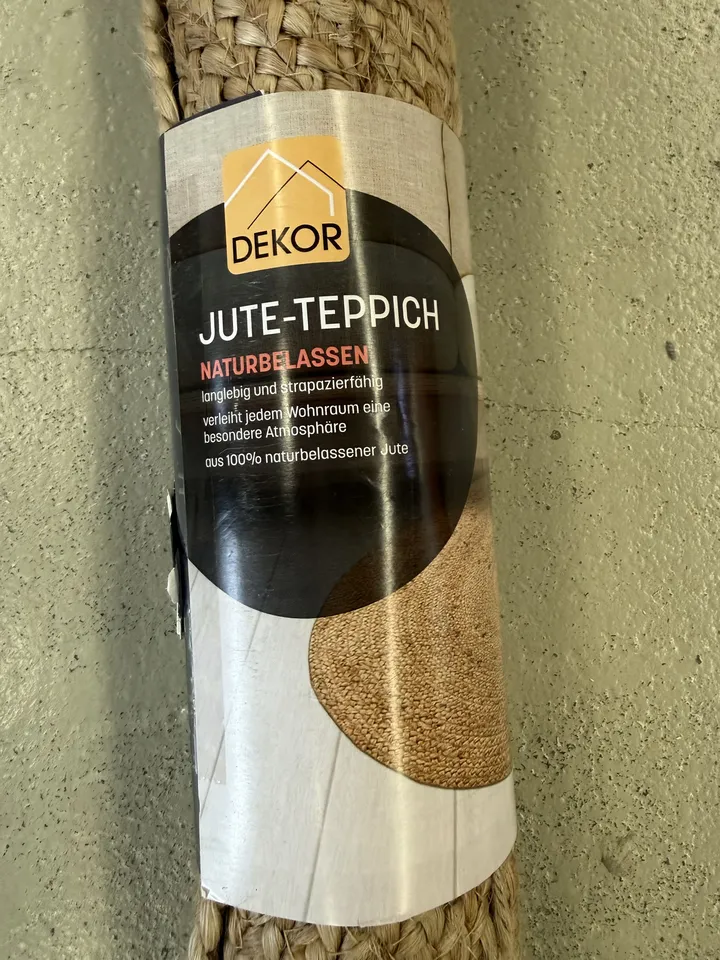 DEKOR
JUTE-TEPPICH
NATURBELASSEN
langlebig und strapazierfähig
verleiht jedem Wohnraum eine
besondere Atmosphäre
aus 100% naturbelassener Jute